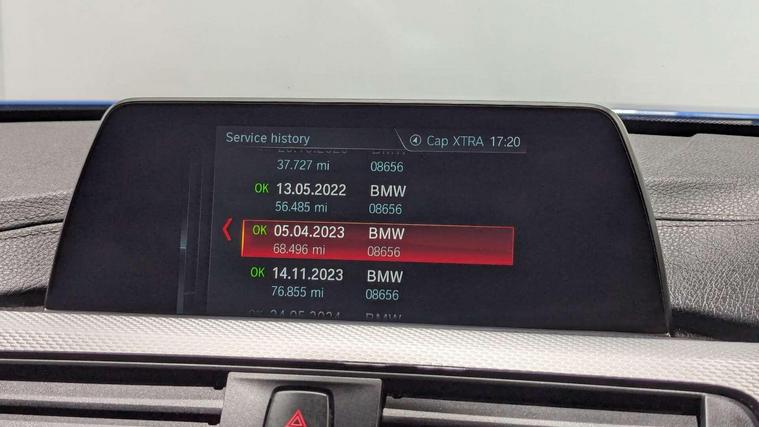 Service history
Cap XTRA 17:20
37.727 mi 08656
OK 13.05.2022 BMW
56.485 mi 08656
OK 05.04.2023 BMW
68.496 mi 08656
OK 14.11.2023 BMW
76.855 mi 08656